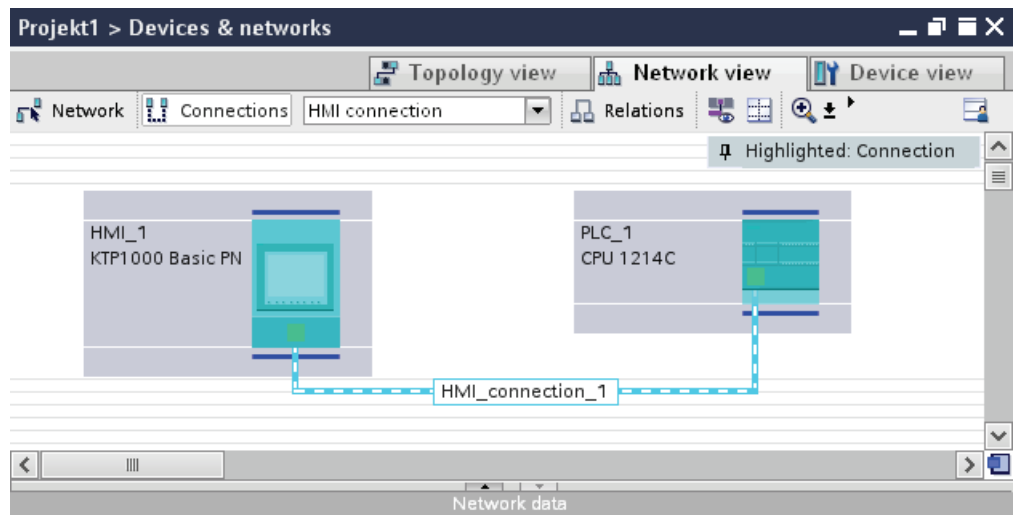 Projekt1 > Devices & networks
Topology view
Network view
Device view
Network
Connections
HMI connection
Relations
Highlighted: Connection
HMI_1
KTP1000 Basic PN
PLC_1
CPU 1214C
HMI_connection_1
Network data